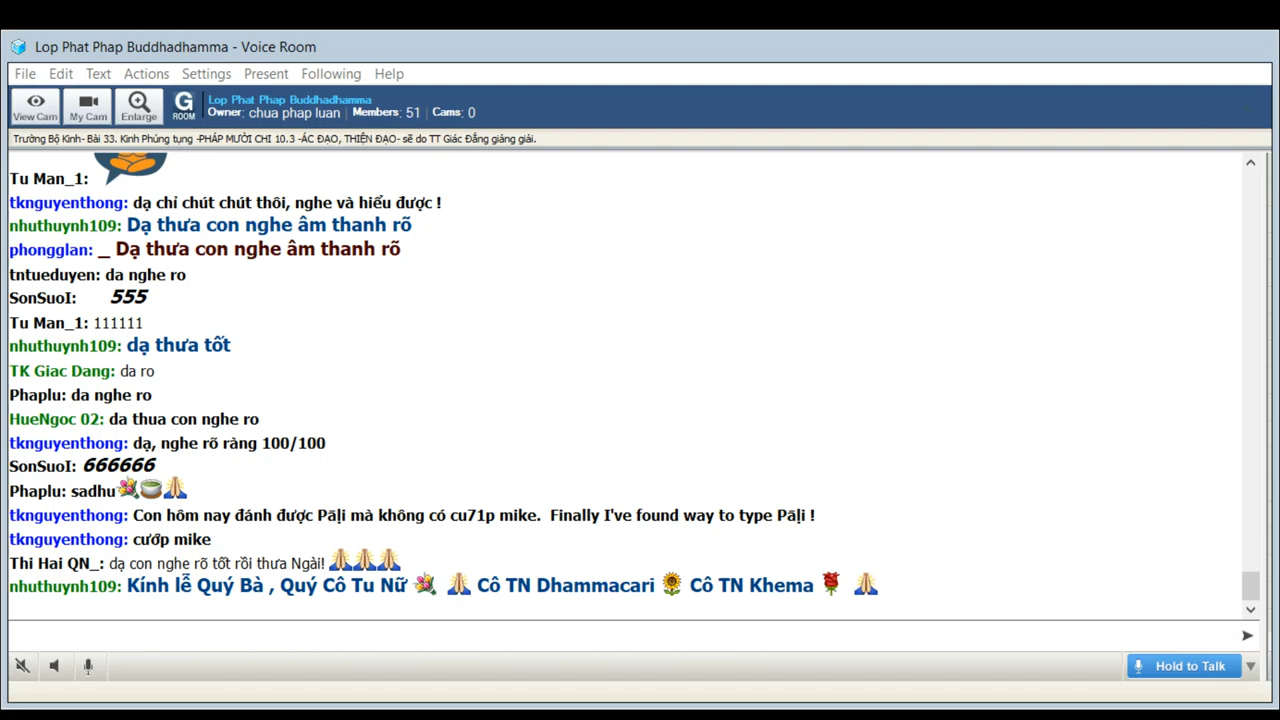 Lop Phat Phap Buddhadhamma - Voice Room
File Edit Text Actions Settings Present Following Help
View Cam My Cam Enlarge G ROOM Lop Phat Phap Buddhadhamma
Owner: chua phap luan | Members: 51 | Cams: 0
Trường Bộ Kinh- Bài 33. Kinh Phúng tụng -PHÁP MƯỜI CHI 10.3 -ÁC ĐẠO, THIỆN ĐẠO- sẽ do TT Giác Đẳng giảng giải.
Tu Man_1:
tknguyenthong: dạ chỉ chút chút thôi, nghe và hiểu được !
nhuthuynh109: Dạ thưa con nghe âm thanh rõ
phongglan: _ Dạ thưa con nghe âm thanh rõ
tntueduyen: da nghe ro
SonSuoI: 555
Tu Man_1: 111111
nhuthuynh109: dạ thưa tốt
TK Giac Dang: da ro
Phaplu: da nghe ro
HueNgoc 02: da thua con nghe ro
tknguyenthong: dạ, nghe rõ ràng 100/100
SonSuoI: 666666
Phaplu: sadhu💐🍵🙏
tknguyenthong: Con hôm nay đánh được Pāḷi mà không có cu71p mike. Finally I've found way to type Pāḷi !
tknguyenthong: cướp mike
Thi Hai QN_: dạ con nghe rõ tốt rồi thưa Ngài! 🙏🙏🙏
nhuthuynh109: Kính lễ Quý Bà , Quý Cô Tu Nữ 💐 🙏 Cô TN Dhammacari 🌻 Cô TN Khema 🌹 🙏
Hold to Talk